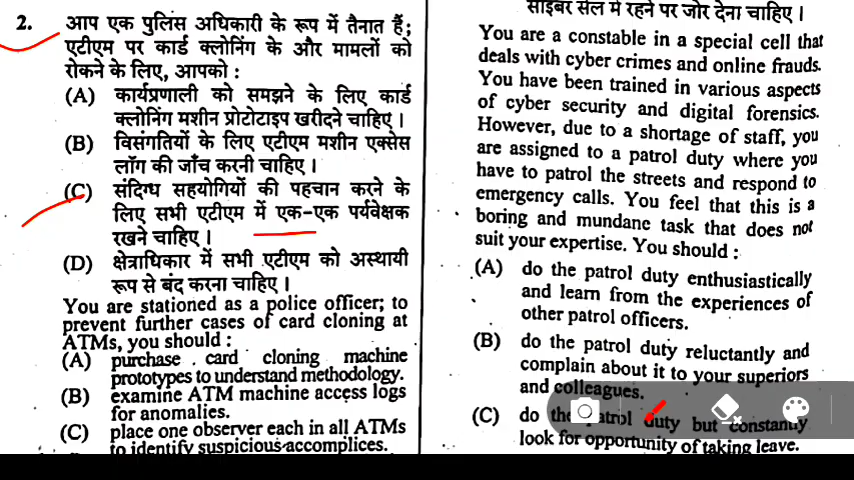 2. आप एक पुलिस अधिकारी के रूप में तैनात हैं;
एटीएम पर कार्ड क्लोनिंग के और मामलों को
रोकने के लिए, आपको :
(A) कार्यप्रणाली को समझने के लिए कार्ड
क्लोनिंग मशीन प्रोटोटाइप खरीदने चाहिए।
(B) विसंगतियों के लिए एटीएम मशीन एक्सेस
लॉग की जाँच करनी चाहिए।
(C) संदिग्ध सहयोगियों की पहचान करने के
लिए सभी एटीएम में एक-एक पर्यवेक्षक
रखने चाहिए।
(D) क्षेत्राधिकार में सभी एटीएम को अस्थायी
रूप से बंद करना चाहिए।
You are stationed as a police officer; to
prevent further cases of card cloning at
ATMs, you should :
(A) purchase card cloning machine
prototypes to understand methodology.
(B) examine ATM machine access logs
for anomalies.
(C) place one observer each in all ATMs
to identify suspicious accomplices.
साइबर सेल में रहने पर जोर देना चाहिए।
You are a constable in a special cell that
deals with cyber crimes and online frauds.
You have been trained in various aspects
of cyber security and digital forensics.
However, due to a shortage of staff, you
are assigned to a patrol duty where you
have to patrol the streets and respond to
emergency calls. You feel that this is a
boring and mundane task that does not
suit your expertise. You should :
(A) do the patrol duty enthusiastically
and learn from the experiences of
other patrol officers.
(B) do the patrol duty reluctantly and
complain about it to your superiors
and colleagues.
(C) do the patrol duty but constantly
look for opportunity of taking leave.